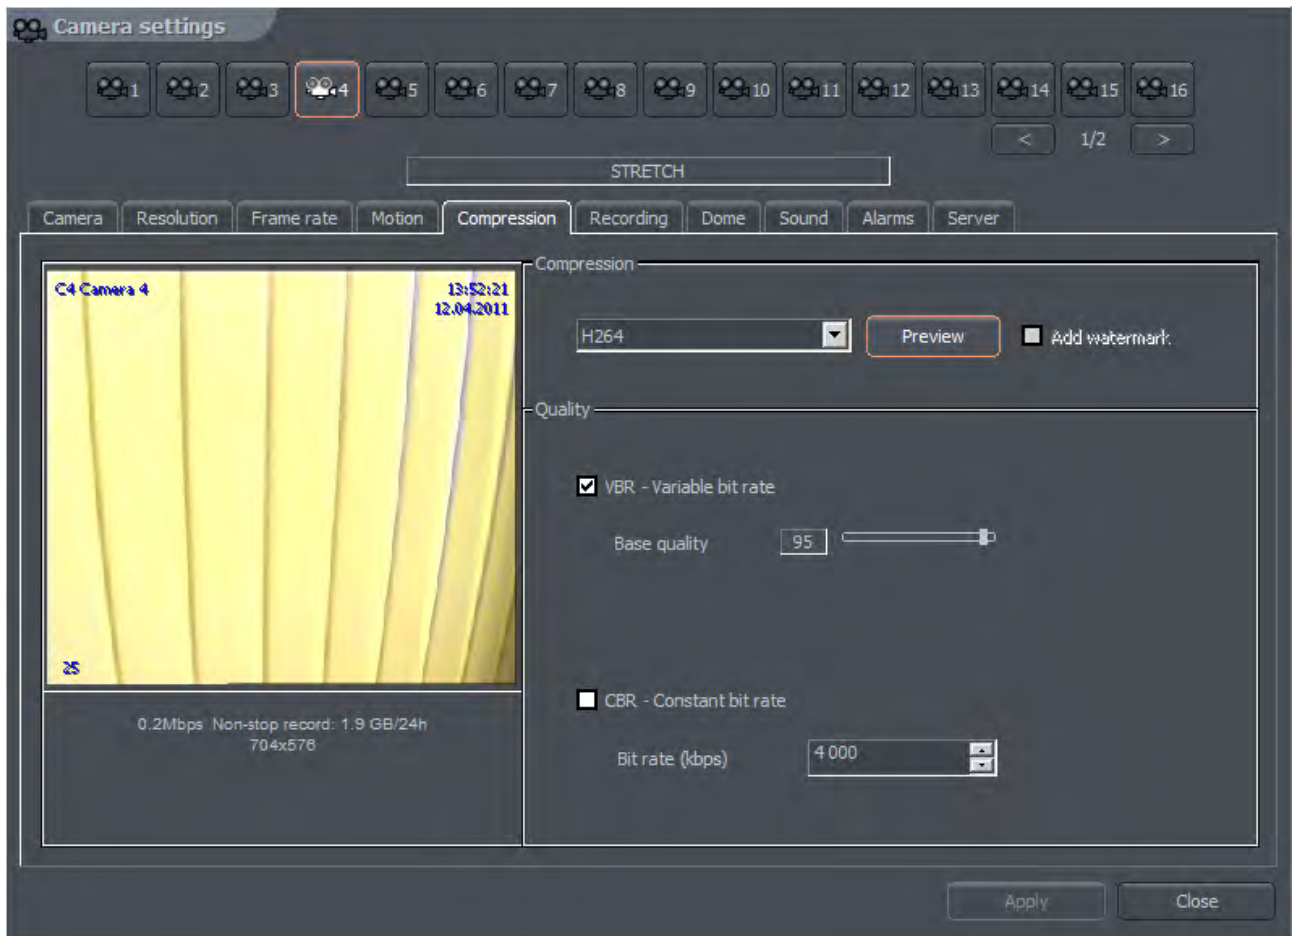 Camera settings
1 2 3 4 5 6 7 8 9 10 11 12 13 14 15 16
< 1/2 >
STRETCH
Camera Resolution Frame rate Motion Compression Recording Dome Sound Alarms Server
C4 Camera 4 13:52:21
12.04.2011
25
0.2Mbps Non-stop record: 1.9 GB/24h
704x576
Compression
H264 Preview Add watermark
Quality
VBR - Variable bit rate
Base quality 95
CBR - Constant bit rate
Bit rate (kbps) 4 000
Apply Close